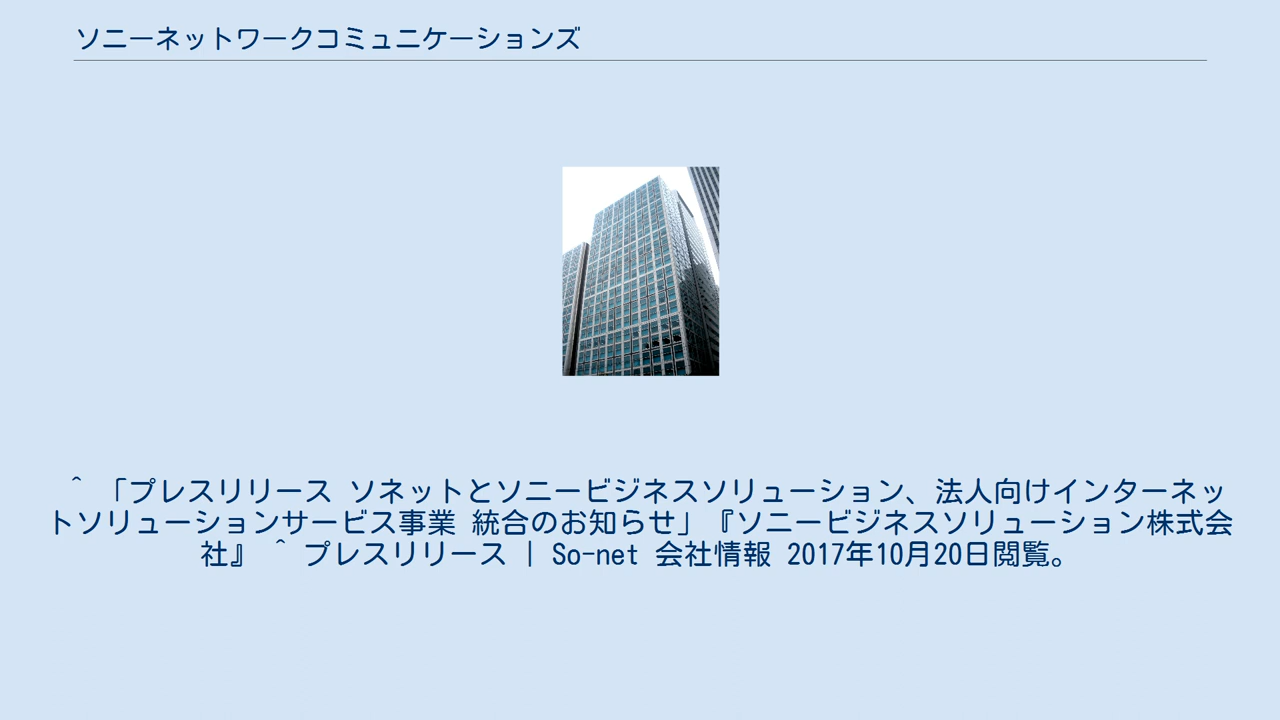 ソニーネットワークコミュニケーションズ
^ 「プレスリリース ソネットとソニービジネスソリューション、法人向けインターネッ
トソリューションサービス事業 統合のお知らせ」『ソニービジネスソリューション株式会
社』 ^ プレスリリース | So-net 会社情報 2017年10月20日閲覧。